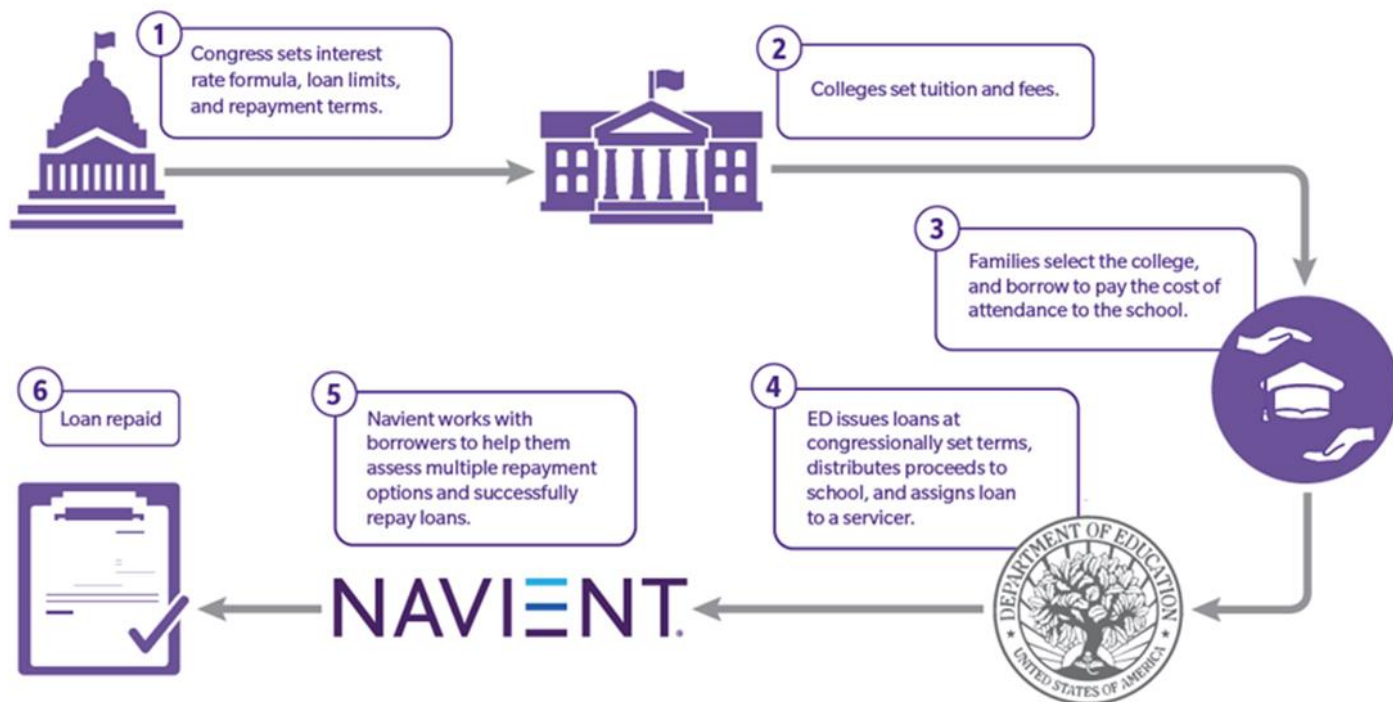 1
Congress sets interest
rate formula, loan limits,
and repayment terms.
2
Colleges set tuition and fees.
3
Families select the college,
and borrow to pay the cost of
attendance to the school.
4
ED issues loans at
congressionally set terms,
distributes proceeds to
school, and assigns loan
to a servicer.
DEPARTMENT OF EDUCATION
UNITED STATES OF AMERICA
5
Navient works with
borrowers to help them
assess multiple repayment
options and successfully
repay loans.
NAVIENT®
6
Loan repaid